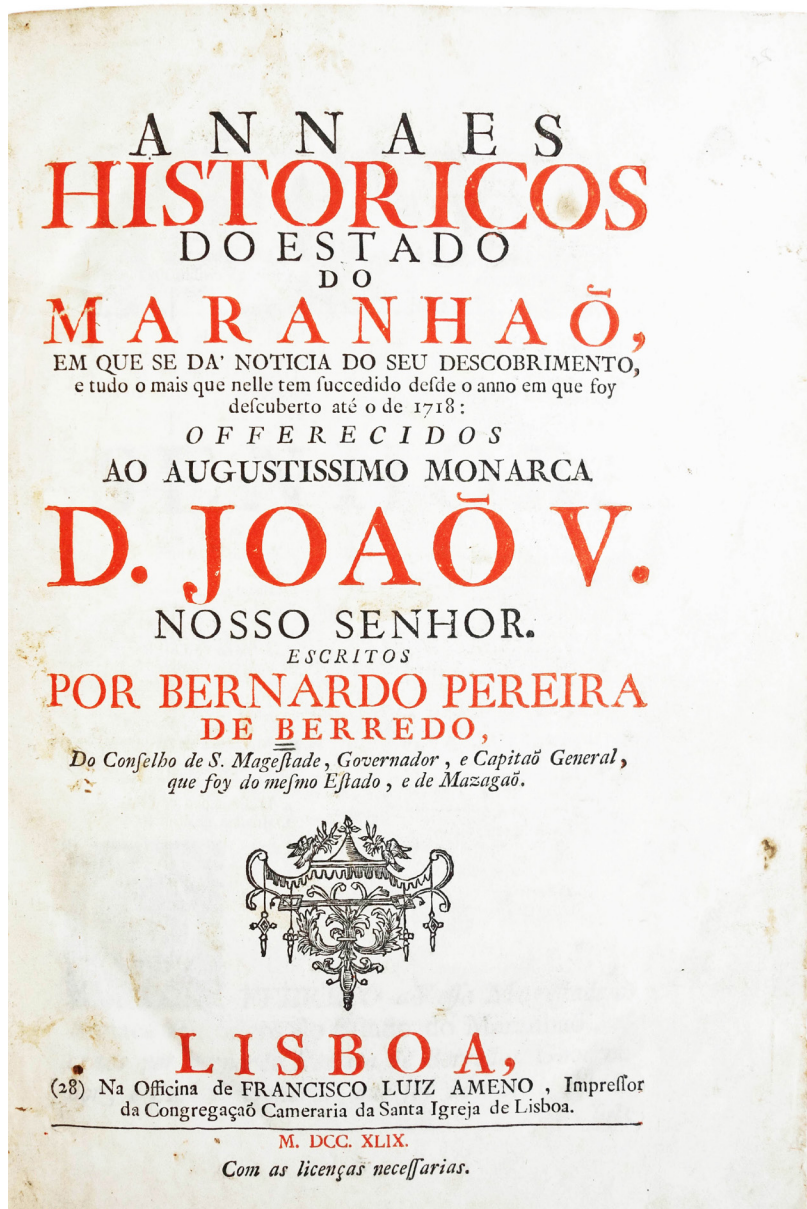 ANNAES
HISTORICOS
DO ESTADO
DO
MARANHAÕ,
EM QUE SE DA' NOTICIA DO SEU DESCOBRIMENTO,
e tudo o mais que nelle tem ſuccedido deſde o anno em que foy
deſcuberto até o de 1718:
OFFERECIDOS
AO AUGUSTISSIMO MONARCA
D. JOAÕ V.
NOSSO SENHOR.
ESCRITOS
POR BERNARDO PEREIRA
DE BERREDO,
Do Conſelho de S. Mageſtade, Governador, e Capitaõ General,
que foy do meſmo Eſtado, e de Mazagaõ.
LISBOA,
(28) Na Officina de FRANCISCO LUIZ AMENO, Impreſſor
da Congregaçaõ Cameraria da Santa Igreja de Lisboa.
M. DCC. XLIX.
Com as licenças neceſſarias.